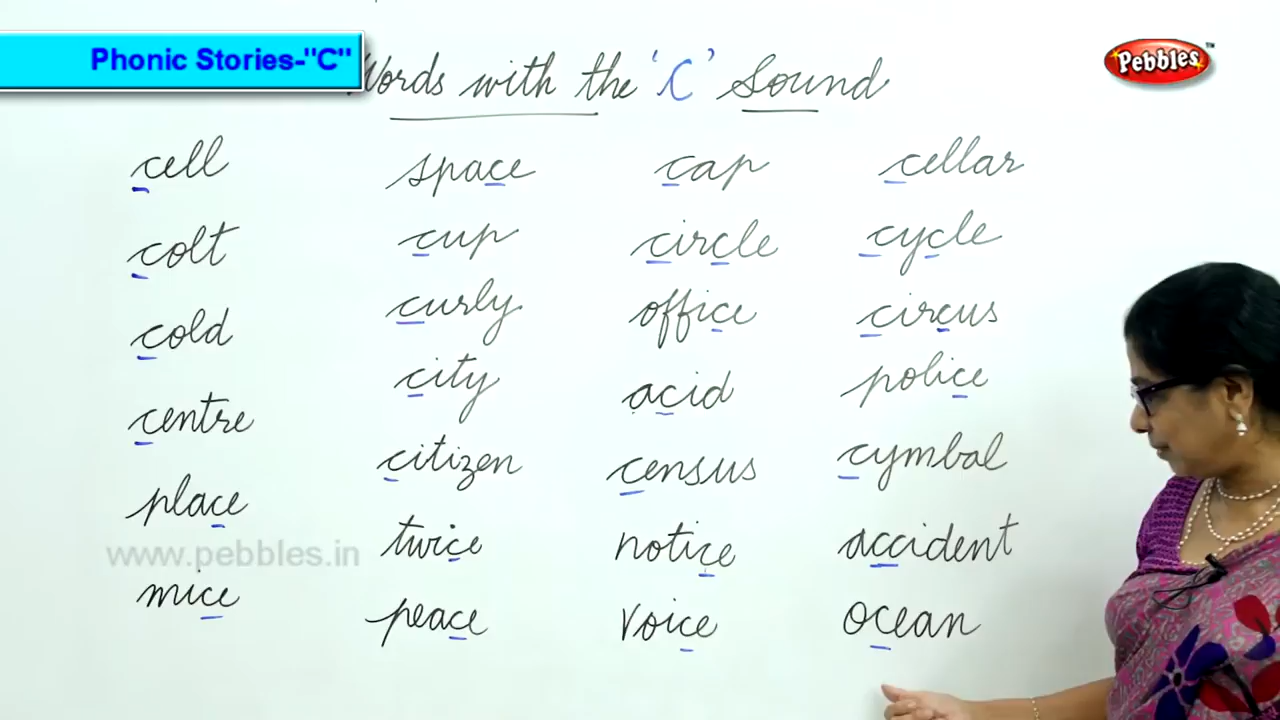 Phonic Stories-"C"
Words with the 'C' Sound
Pebbles™
cell
colt
cold
centre
place
mice
space
cup
curly
city
citizen
twice
peace
cap
circle
office
acid
census
notice
voice
cellar
cycle
circus
police
cymbal
accident
ocean
www.pebbles.in